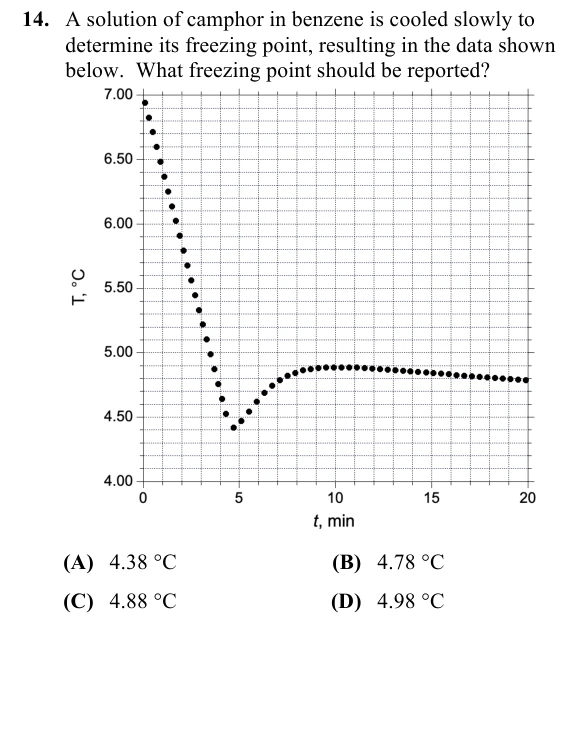 14. A solution of camphor in benzene is cooled slowly to
determine its freezing point, resulting in the data shown
below. What freezing point should be reported?
7.00
6.50
6.00
5.50
5.00
4.50
4.00
T, °C
0 5 10 15 20
t, min
(A) 4.38 °C (B) 4.78 °C
(C) 4.88 °C (D) 4.98 °C